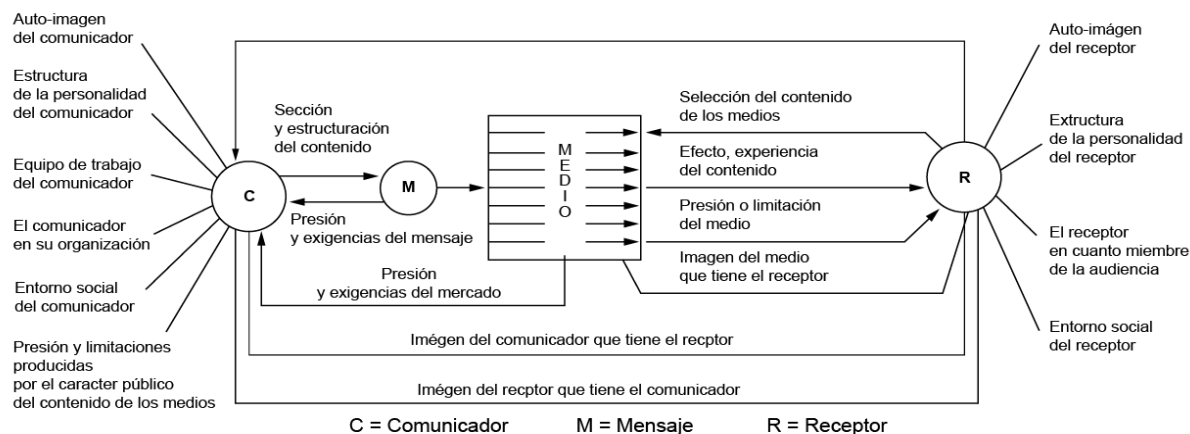 Auto-imagen
del comunicador
Estructura
de la personalidad
del comunicador
Equipo de trabajo
del comunicador
El comunicador
en su organización
Entorno social
del comunicador
Presión y limitaciones
producidas
por el caracter público
del contenido de los medios
C
Sección
y estructuración
del contenido
M
Presión
y exigencias del mensaje
Presión
y exigencias del mercado
MEDIO
Selección del contenido
de los medios
Efecto, experiencia
del contenido
Presión o limitación
del medio
Imagen del medio
que tiene el receptor
R
Auto-imágen
del receptor
Extructura
de la personalidad
del receptor
El receptor
en cuanto miembre
de la audiencia
Entorno social
del receptor
Imégen del comunicador que tiene el recptor
Imégen del recptor que tiene el comunicador
C = Comunicador M = Mensaje R = Receptor